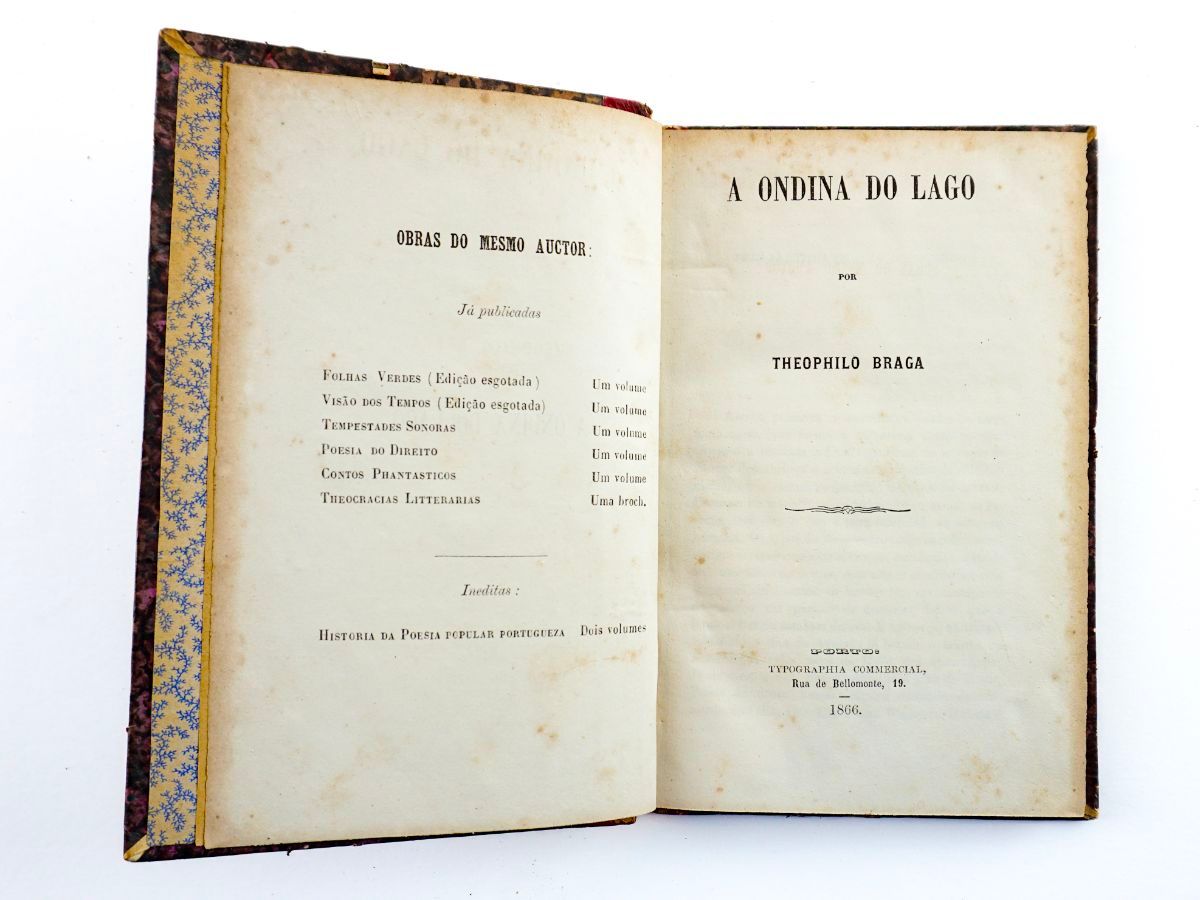 OBRAS DO MESMO AUCTOR:
Já publicadas
FOLHAS VERDES (Edição esgotada) Um volume
VISÃO DOS TEMPOS (Edição esgotada) Um volume
TEMPESTADES SONORAS Um volume
POESIA DO DIREITO Um volume
CONTOS PHANTASTICOS Um volume
THEOCRACIAS LITTERARIAS Uma broch.
Ineditas:
HISTORIA DA POESIA POPULAR PORTUGUEZA Dois volumes
A ONDINA DO LAGO
POR
THEOPHILO BRAGA
PORTO:
TYPOGRAPHIA COMMERCIAL,
Rua de Bellomonte, 19.
1866.